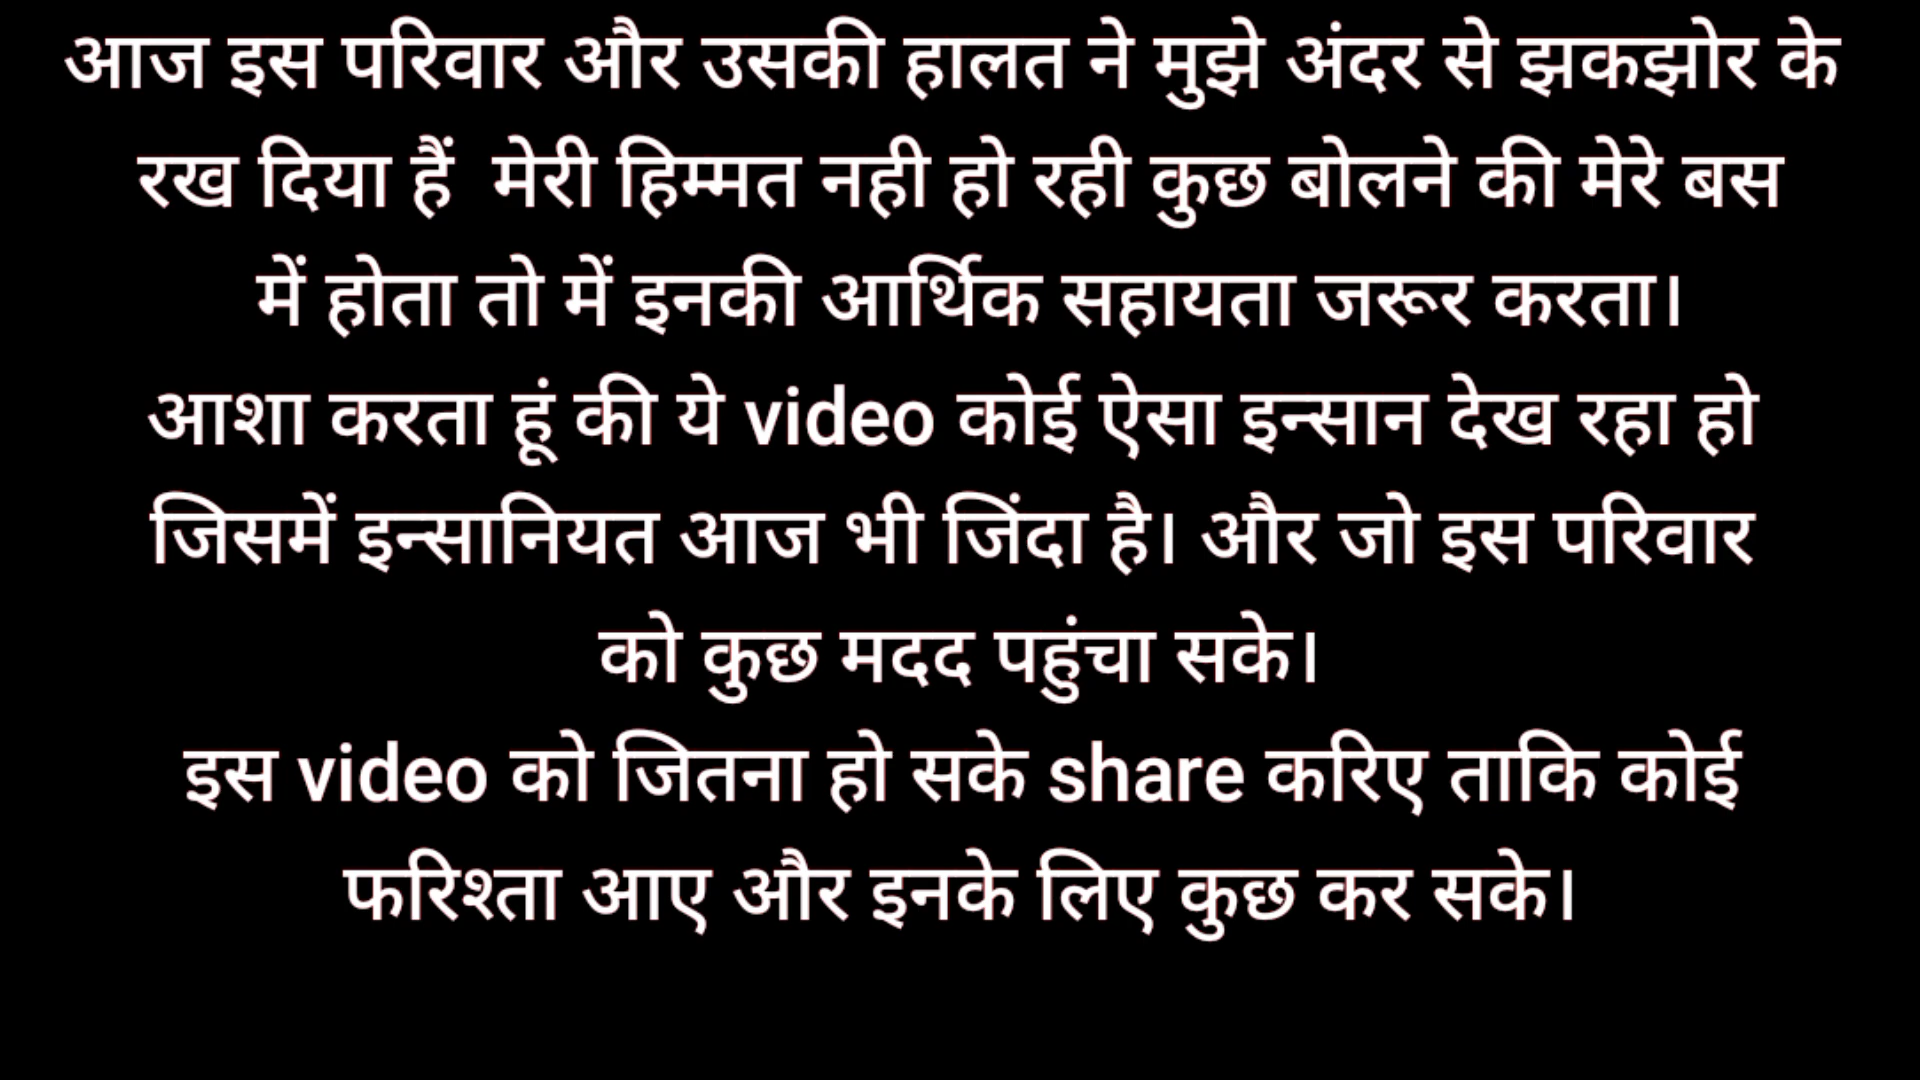 आज इस परिवार और उसकी हालत ने मुझे अंदर से झकझोर के
रख दिया हैं मेरी हिम्मत नही हो रही कुछ बोलने की मेरे बस
में होता तो में इनकी आर्थिक सहायता जरूर करता।
आशा करता हूं की ये video कोई ऐसा इन्सान देख रहा हो
जिसमें इन्सानियत आज भी जिंदा है। और जो इस परिवार
को कुछ मदद पहुंचा सके।
इस video को जितना हो सके share करिए ताकि कोई
फरिश्ता आए और इनके लिए कुछ कर सके।